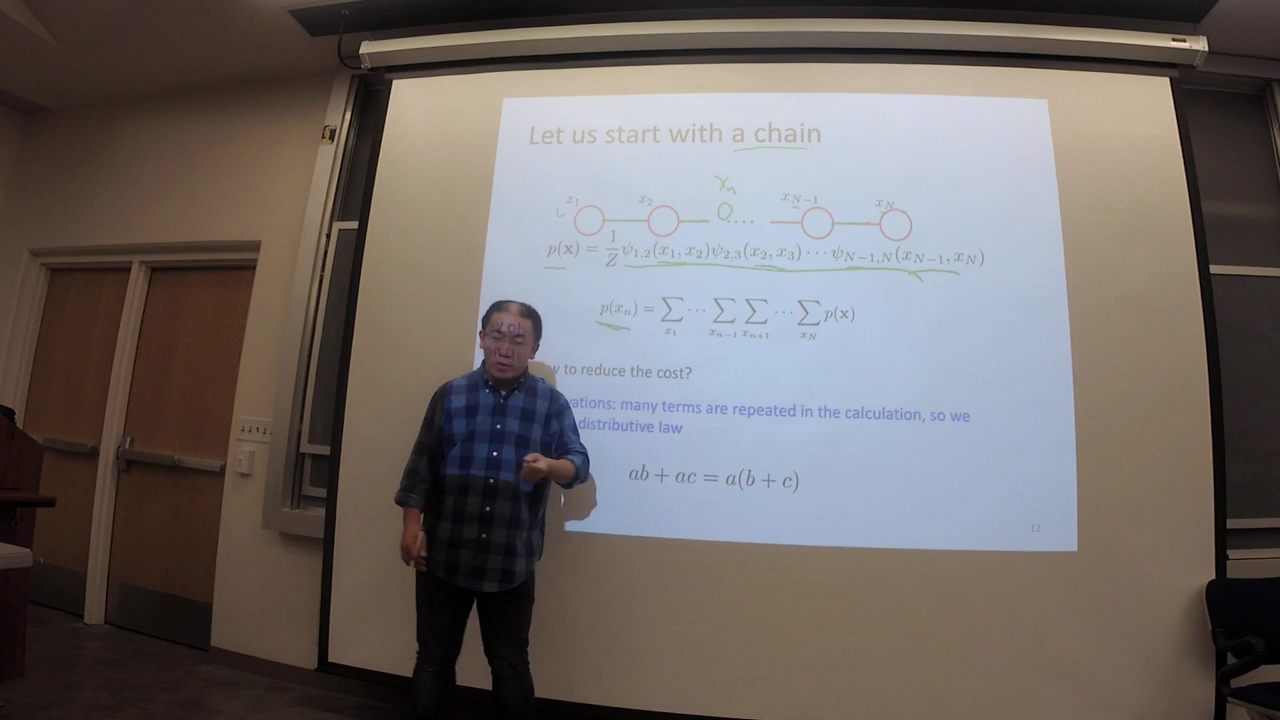 Let us start with a chain
x_n
x_1 x_2 x_{N-1} x_N
0....
p(x) = 1/Z ψ_{1,2}(x_1, x_2)ψ_{2,3}(x_2, x_3) ··· ψ_{N-1,N}(x_{N-1}, x_N)
p(x_n) = ∑_{x_1} ··· ∑_{x_{n-1}} ∑_{x_{n+1}} ··· ∑_{x_N} p(x)
to reduce the cost?
many terms are repeated in the calculation, so we
distributive law
ab + ac = a(b + c)
12